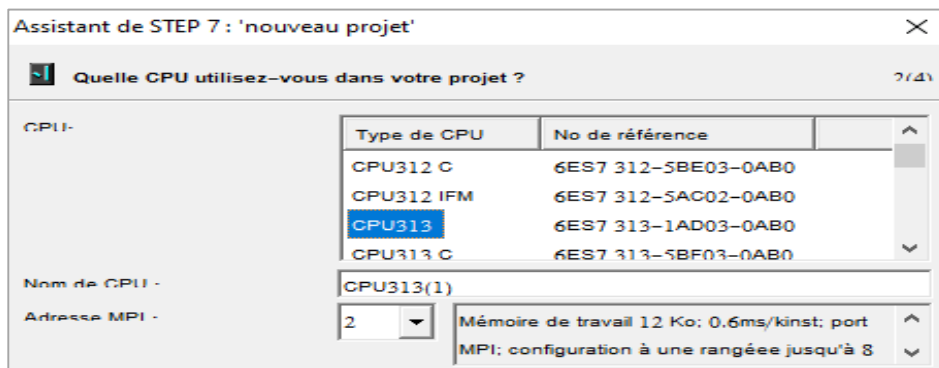 Assistant de STEP 7 : 'nouveau projet'
Quelle CPU utilisez-vous dans votre projet ? 2(4)
CPU:
Type de CPU No de référence
CPU312 C 6ES7 312-5BE03-0AB0
CPU312 IFM 6ES7 312-5AC02-0AB0
CPU313 6ES7 313-1AD03-0AB0
CPU313 C 6ES7 313-5BF03-0AB0
Nom de CPU : CPU313(1)
Adresse MPI : 2 Mémoire de travail 12 Ko; 0.6ms/kinst; port
MPI; configuration à une rangéee jusqu'à 8